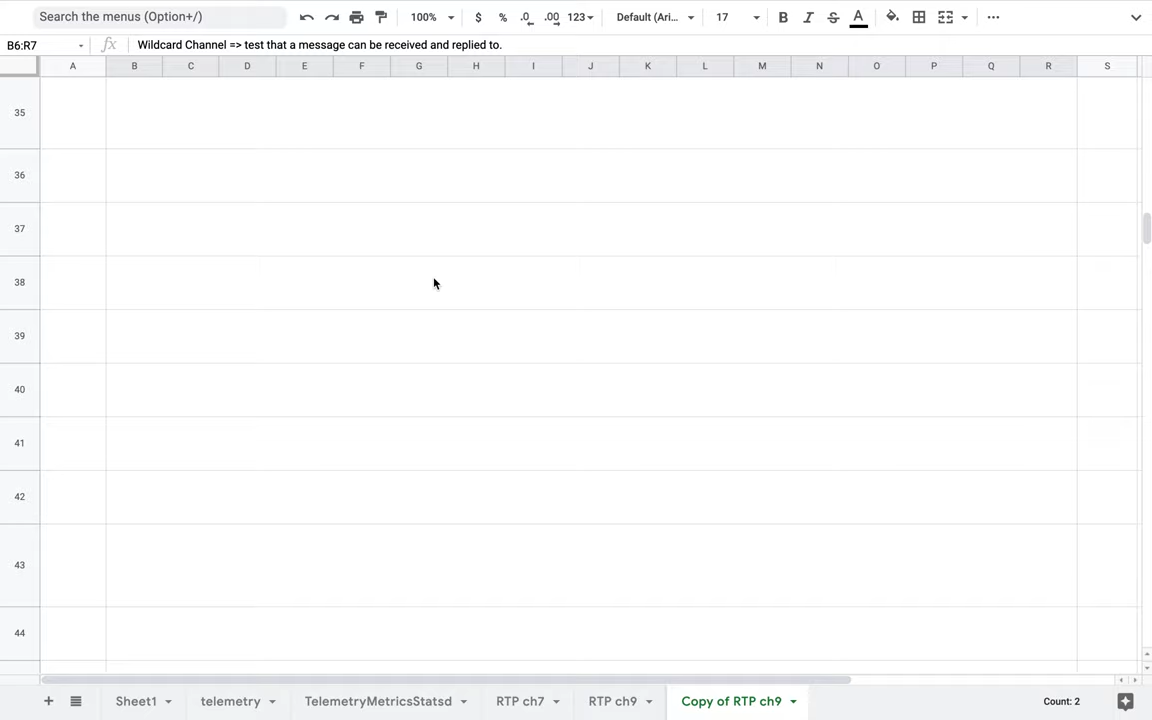 Search the menus (Option+/) 100% $ % .0 .00 123 Default (Ari... 17 B I S A
B6:R7 fx Wildcard Channel => test that a message can be received and replied to.
A B C D E F G H I J K L M N O P Q R S
35
36
37
38
39
40
41
42
43
44
+ Sheet1 telemetry TelemetryMetricsStatsd RTP ch7 RTP ch9 Copy of RTP ch9 Count: 2